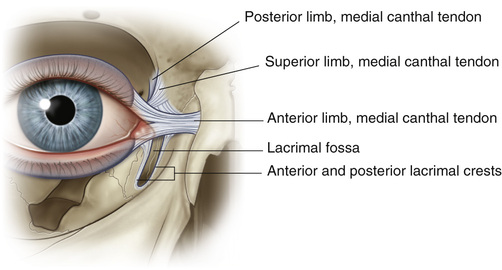 Posterior limb, medial canthal tendon
Superior limb, medial canthal tendon
Anterior limb, medial canthal tendon
Lacrimal fossa
Anterior and posterior lacrimal crests